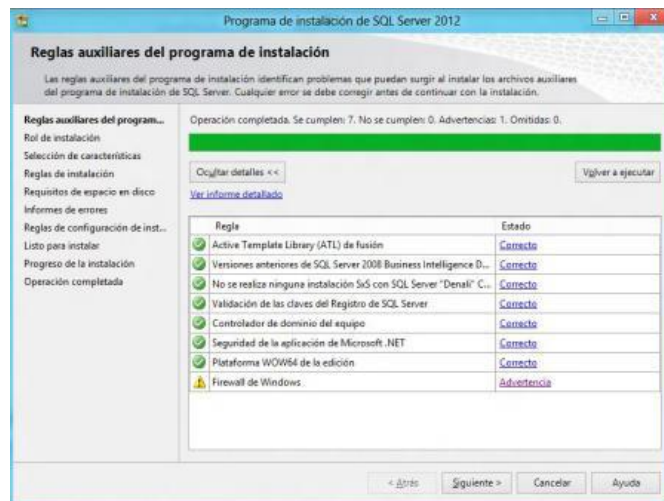 Programa de instalación de SQL Server 2012
Reglas auxiliares del programa de instalación
Las reglas auxiliares del programa de instalación identifican problemas que puedan surgir al instalar los archivos auxiliares
del programa de instalación de SQL Server. Cualquier error se debe corregir antes de continuar con la instalación.
Reglas auxiliares del program...
Rol de instalación
Selección de características
Reglas de instalación
Requisitos de espacio en disco
Informes de errores
Reglas de configuración de inst...
Listo para instalar
Progreso de la instalación
Operación completada
Operación completada. Se cumplen: 7. No se cumplen: 0. Advertencias: 1. Omitidas: 0.
Ocultar detalles <<
Volver a ejecutar
Ver informe detallado
Regla Estado
Active Template Library (ATL) de fusión Correcto
Versiones anteriores de SQL Server 2008 Business Intelligence D... Correcto
No se realiza ninguna instalación SxS con SQL Server "Denali" C... Correcto
Validación de las claves del Registro de SQL Server Correcto
Controlador de dominio del equipo Correcto
Seguridad de la aplicación de Microsoft .NET Correcto
Plataforma WOW64 de la edición Correcto
Firewall de Windows Advertencia
< Atrás Siguiente > Cancelar Ayuda